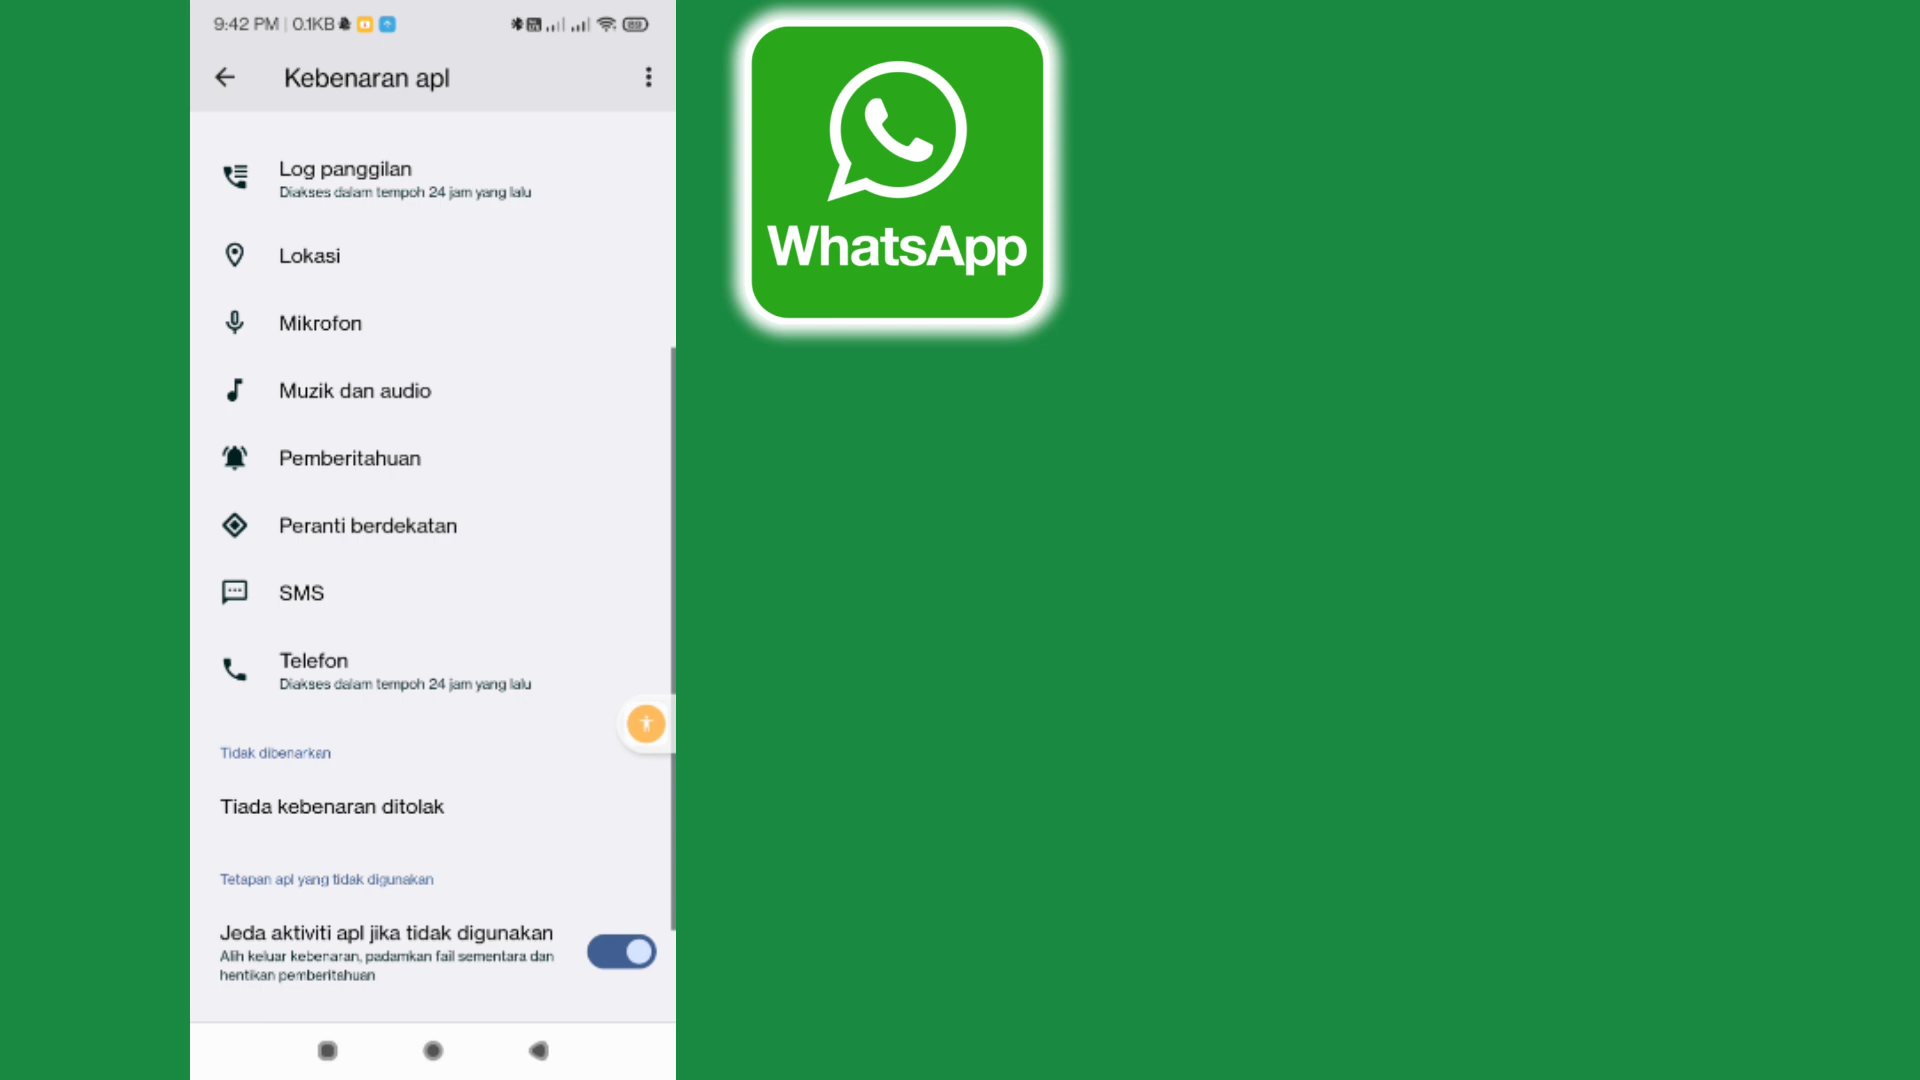 9:42 PM | 0.1KB
Kebenaran apl
Log panggilan
Diakses dalam tempoh 24 jam yang lalu
Lokasi
Mikrofon
Muzik dan audio
Pemberitahuan
Peranti berdekatan
SMS
Telefon
Diakses dalam tempoh 24 jam yang lalu
Tidak dibenarkan
Tiada kebenaran ditolak
Tetapan apl yang tidak digunakan
Jeda aktiviti apl jika tidak digunakan
Alih keluar kebenaran, padamkan fail sementara dan
hentikan pemberitahuan
WhatsApp